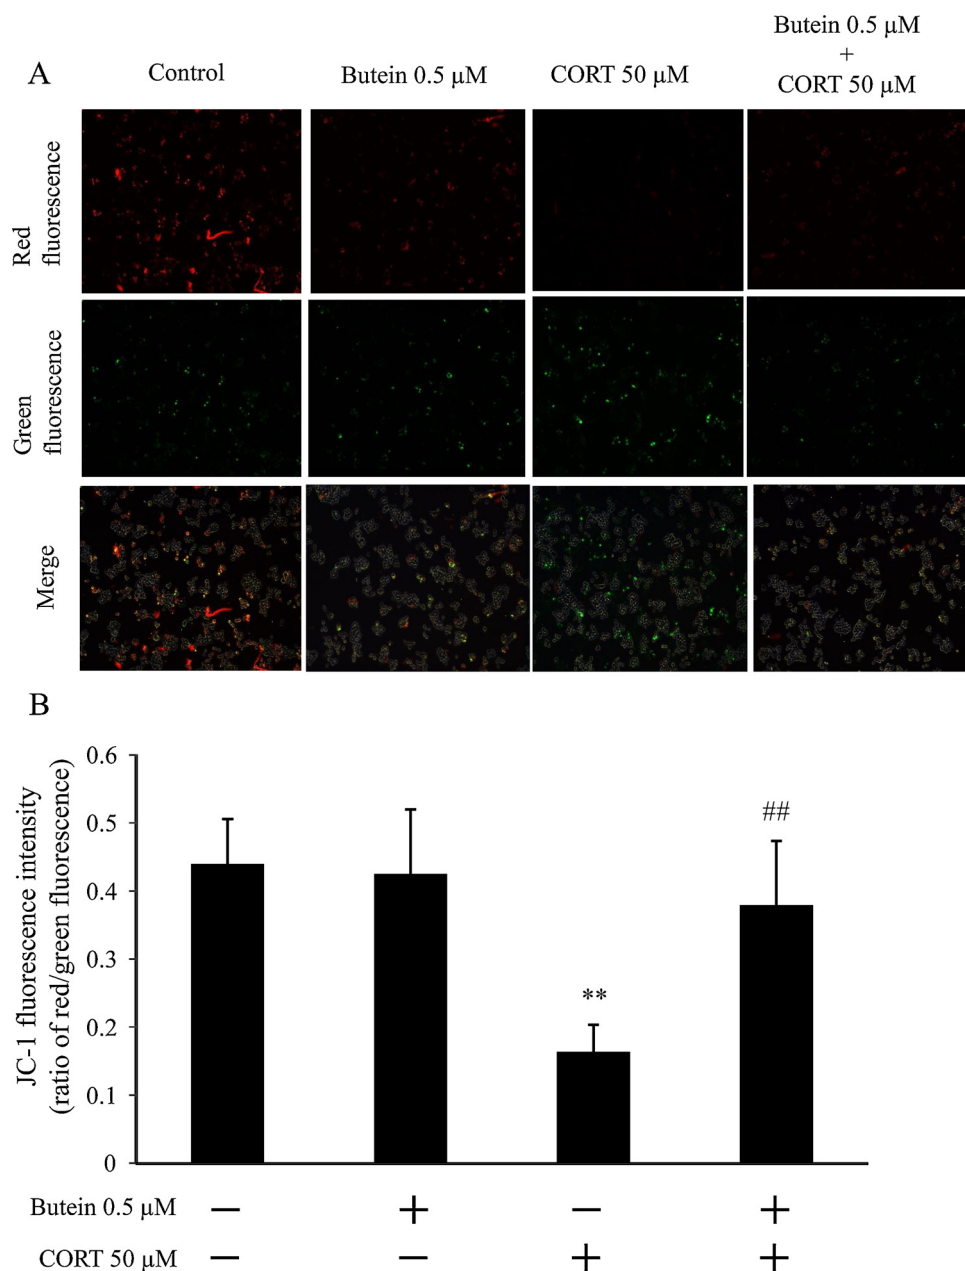 A
Control
Butein 0.5 µM
CORT 50 µM
Butein 0.5 µM
+
CORT 50 µM
Red
fluorescence
Green
fluorescence
Merge
B
JC-1 fluorescence intensity
(ratio of red/green fluorescence)
0.6
0.5
0.4
0.3
0.2
0.1
0
**
##
Butein 0.5 µM − + − +
CORT 50 µM − − + +